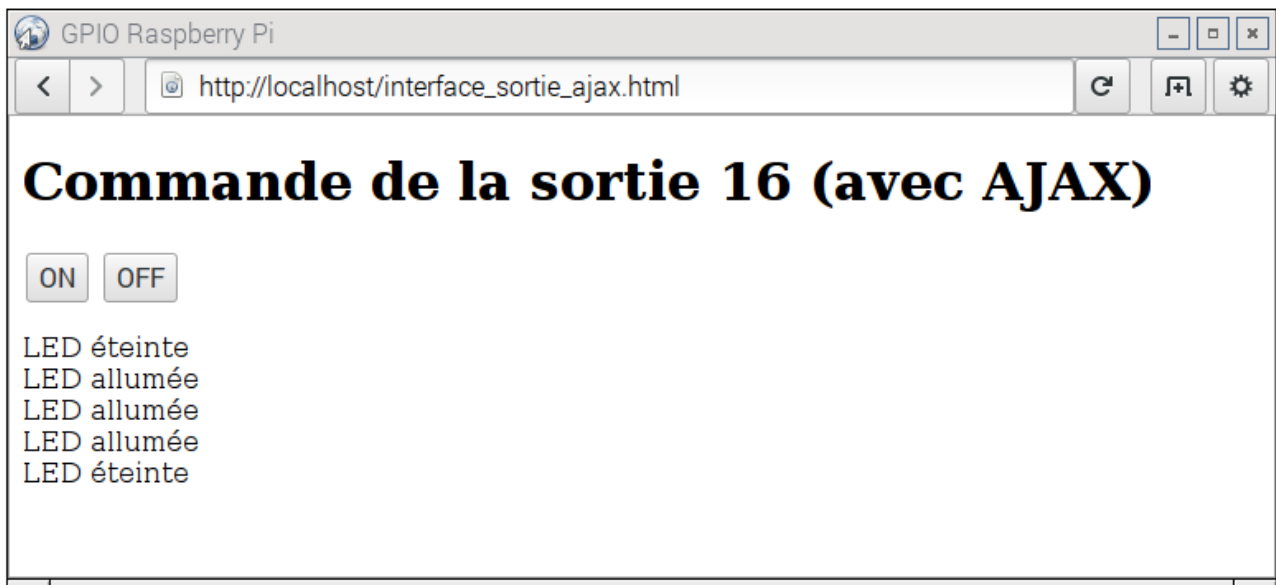 GPIO Raspberry Pi
http://localhost/interface_sortie_ajax.html
Commande de la sortie 16 (avec AJAX)
ON OFF
LED éteinte
LED allumée
LED allumée
LED allumée
LED éteinte